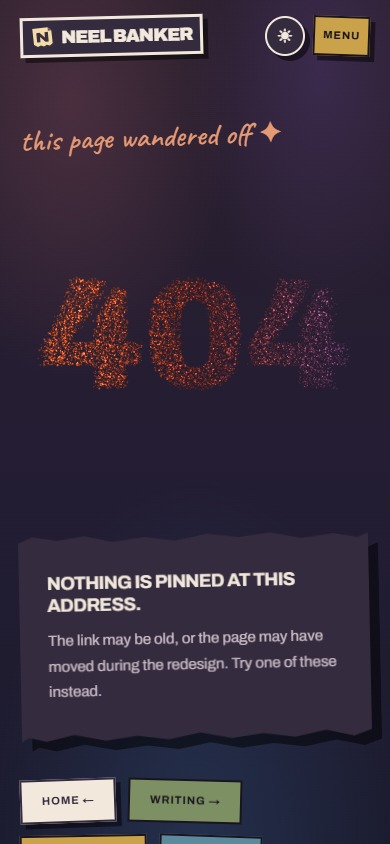 N NEEL BANKER
MENU
this page wandered off
404
NOTHING IS PINNED AT THIS
ADDRESS.
The link may be old, or the page may have
moved during the redesign. Try one of these
instead.
HOME ←
WRITING →